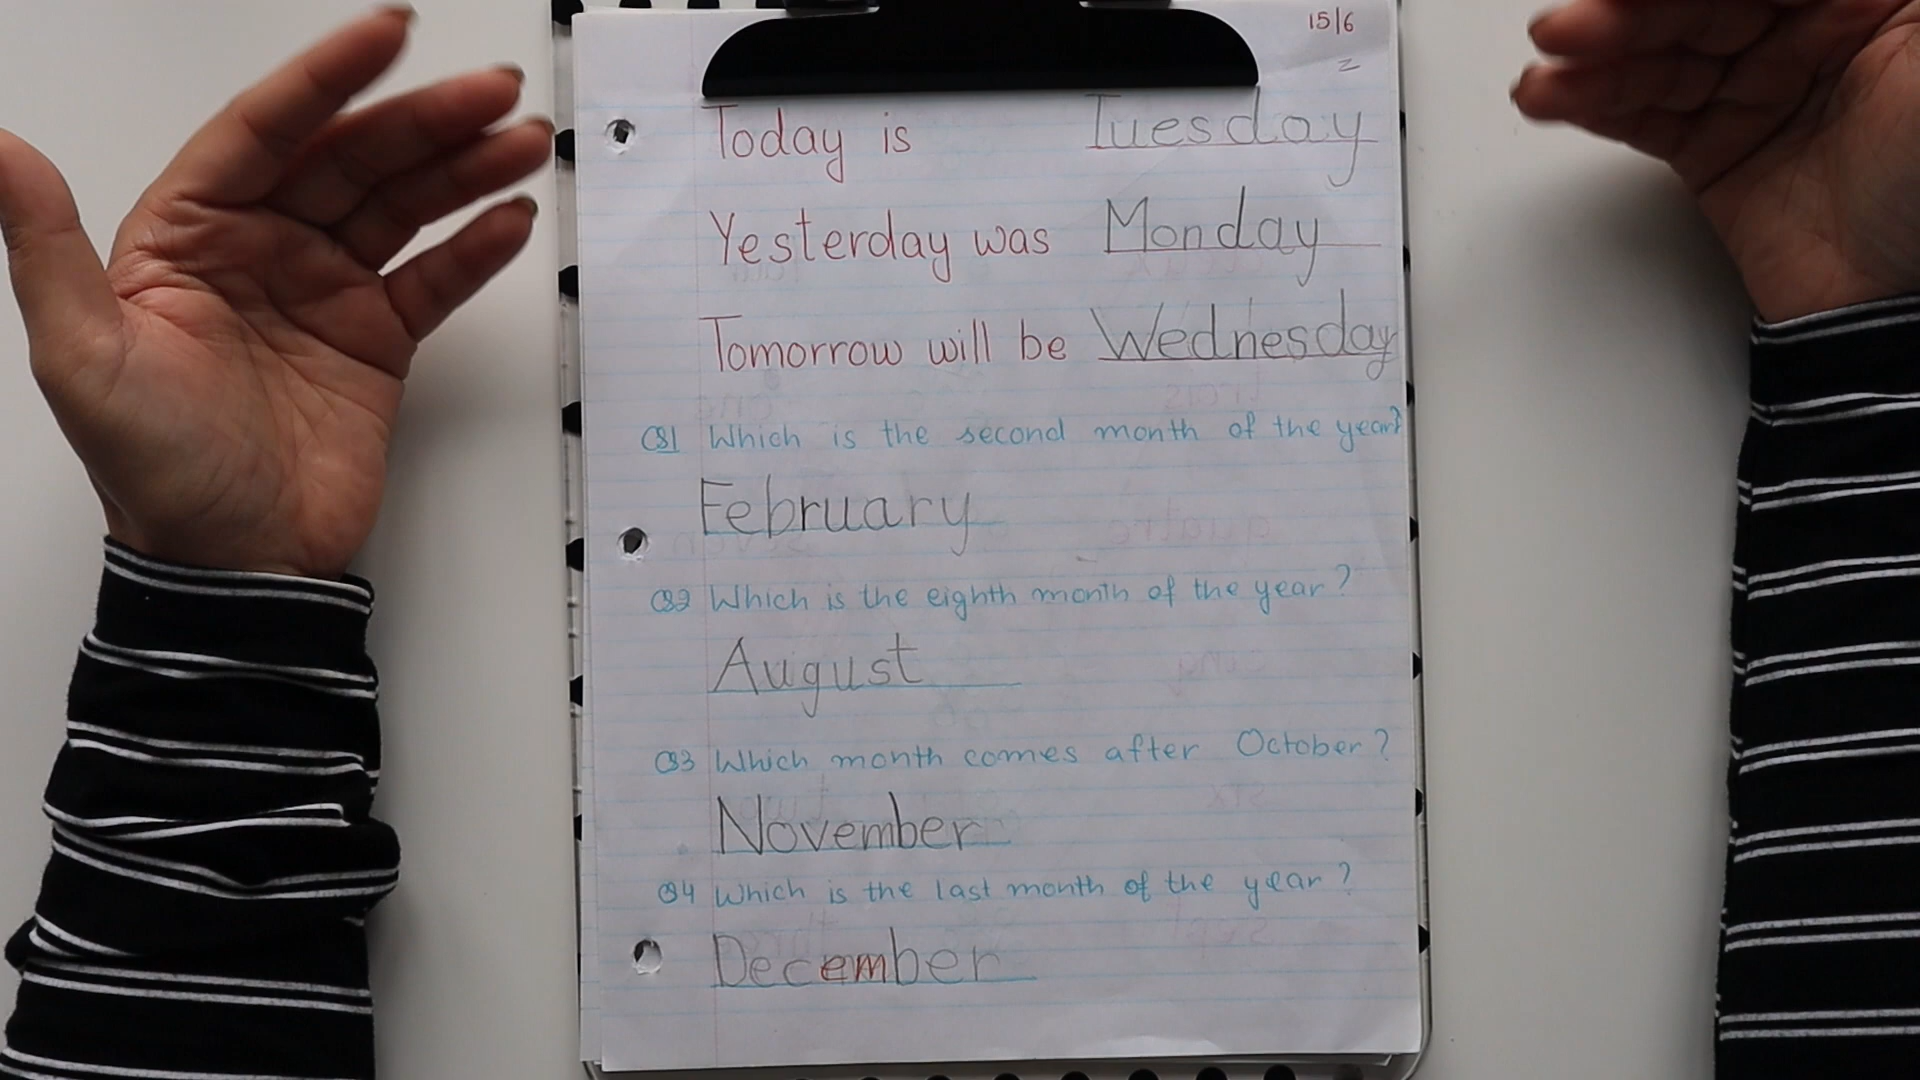 15/6
Today is Tuesday
Yesterday was Monday
Tomorrow will be Wednesday
Q1 Which is the second month of the year?
February
Q2 Which is the eighth month of the year?
August
Q3 Which month comes after October?
November
Q4 Which is the last month of the year?
December